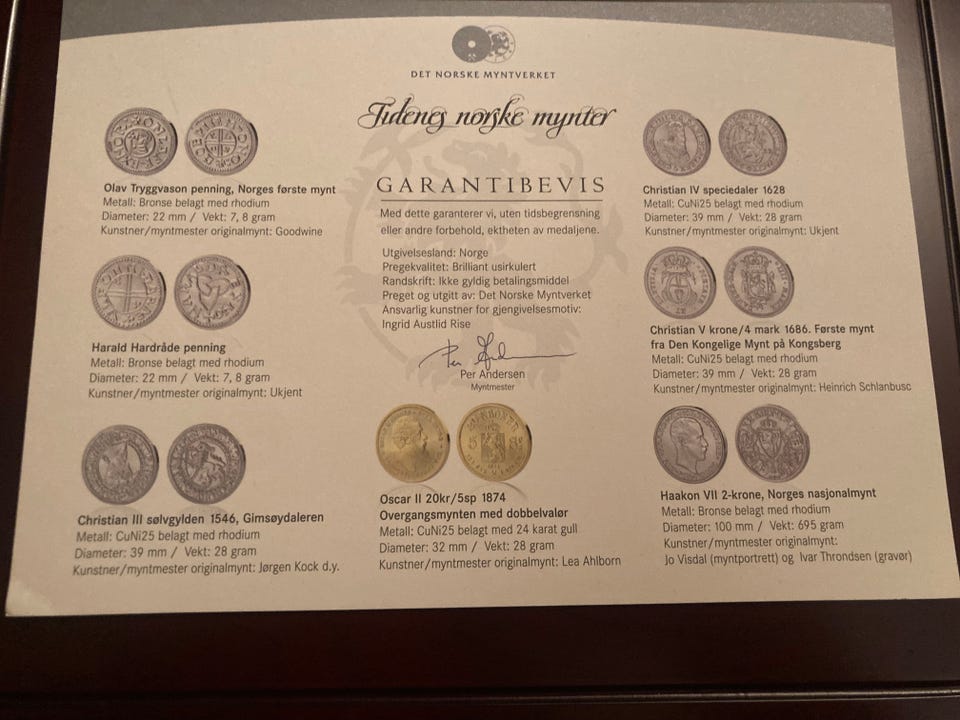 DET NORSKE MYNTVERKET
Tidenes norske mynter
GARANTIBEVIS
Med dette garanterer vi, uten tidsbegrensning
eller andre forbehold, ektheten av medaljene.
Utgivelsesland: Norge
Pregekvalitet: Brilliant usirkulert
Randskrift: Ikke gyldig betalingsmiddel
Preget og utgitt av: Det Norske Myntverket
Ansvarlig kunstner for gjengivelsesmotiv:
Ingrid Austlid Rise
Per Andersen
Myntmester
Olav Tryggvason penning, Norges første mynt
Metall: Bronse belagt med rhodium
Diameter: 22 mm / Vekt: 7, 8 gram
Kunstner/myntmester originalmynt: Goodwine
Harald Hardråde penning
Metall: Bronse belagt med rhodium
Diameter: 22 mm / Vekt: 7, 8 gram
Kunstner/myntmester originalmynt: Ukjent
Christian III sølvgylden 1546, Gimsøydaleren
Metall: CuNi25 belagt med rhodium
Diameter: 39 mm / Vekt: 28 gram
Kunstner/myntmester originalmynt: Jørgen Kock d.y.
Oscar II 20kr/5sp 1874
Overgangsmynten med dobbelvalør
Metall: CuNi25 belagt med 24 karat gull
Diameter: 32 mm / Vekt: 28 gram
Kunstner/myntmester originalmynt: Lea Ahlborn
Christian IV speciedaler 1628
Metall: CuNi25 belagt med rhodium
Diameter: 39 mm / Vekt: 28 gram
Kunstner/myntmester originalmynt: Ukjent
Christian V krone/4 mark 1686. Første mynt
fra Den Kongelige Mynt på Kongsberg
Metall: CuNi25 belagt med rhodium
Diameter: 39 mm / Vekt: 28 gram
Kunstner/myntmester originalmynt: Heinrich Schlanbusc
Haakon VII 2-krone, Norges nasjonalmynt
Metall: Bronse belagt med rhodium
Diameter: 100 mm / Vekt: 695 gram
Kunstner/myntmester originalmynt:
Jo Visdal (myntportrett) og Ivar Throndsen (gravør)